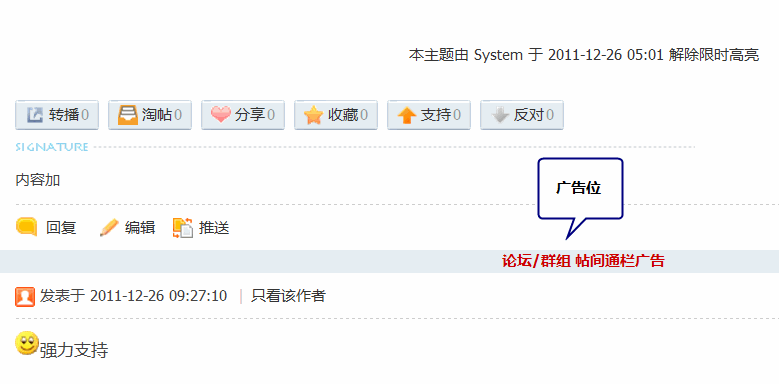 本主题由 System 于 2011-12-26 05:01 解除限时高亮
转播0 淘帖0 分享0 收藏0 支持0 反对0
SIGNATURE
内容加
广告位
回复 编辑 推送
论坛/群组 帖间通栏广告
发表于 2011-12-26 09:27:10 | 只看该作者
强力支持